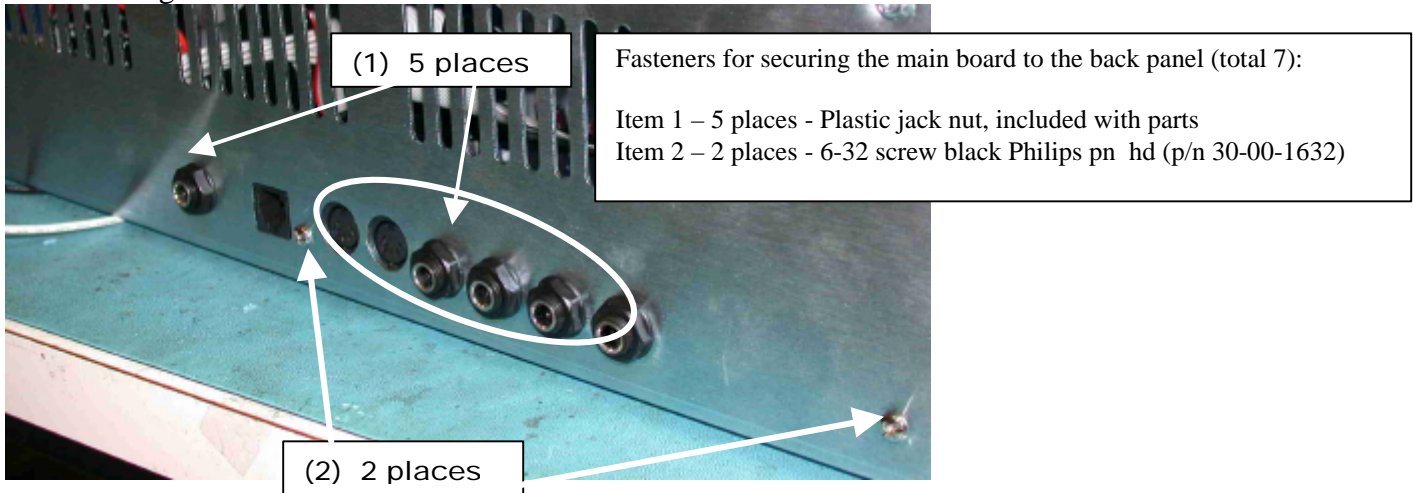 (1) 5 places
Fasteners for securing the main board to the back panel (total 7):
Item 1 – 5 places - Plastic jack nut, included with parts
Item 2 – 2 places - 6-32 screw black Philips pn hd (p/n 30-00-1632)
(2) 2 places